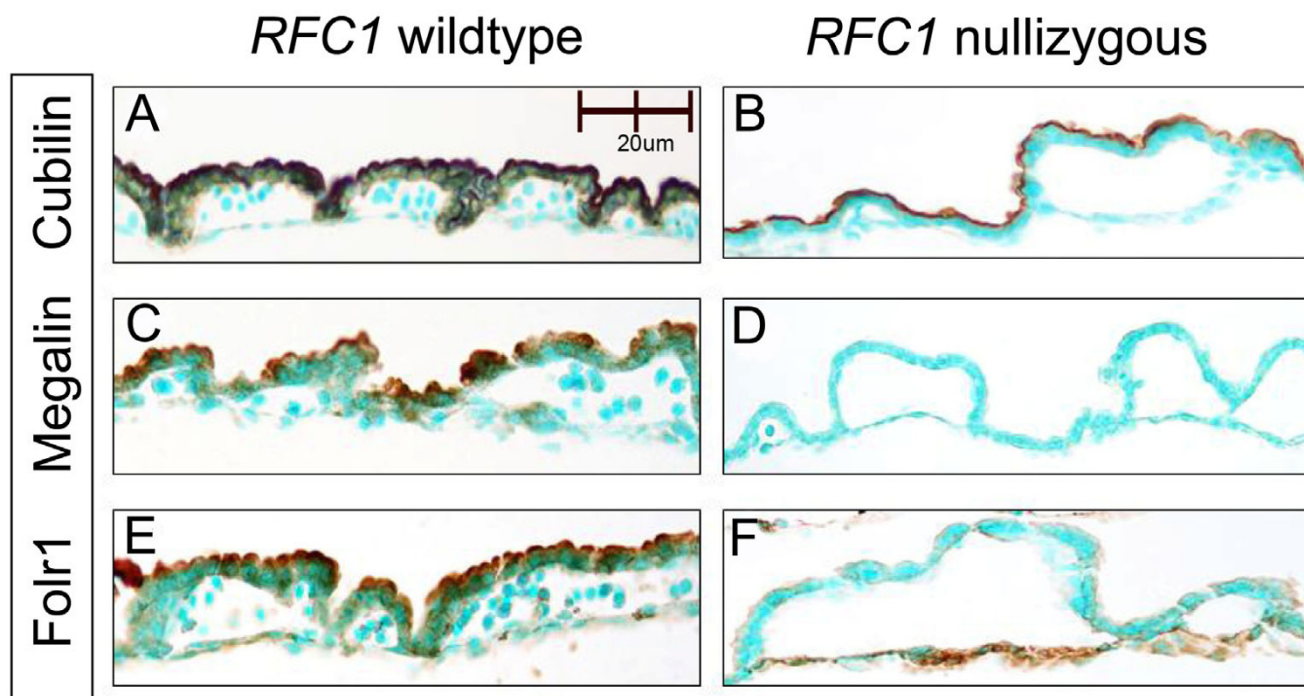 RFC1 wildtype
RFC1 nullizygous
Cubilin
A
20um
B
Megalin
C
D
Folr1
E
F